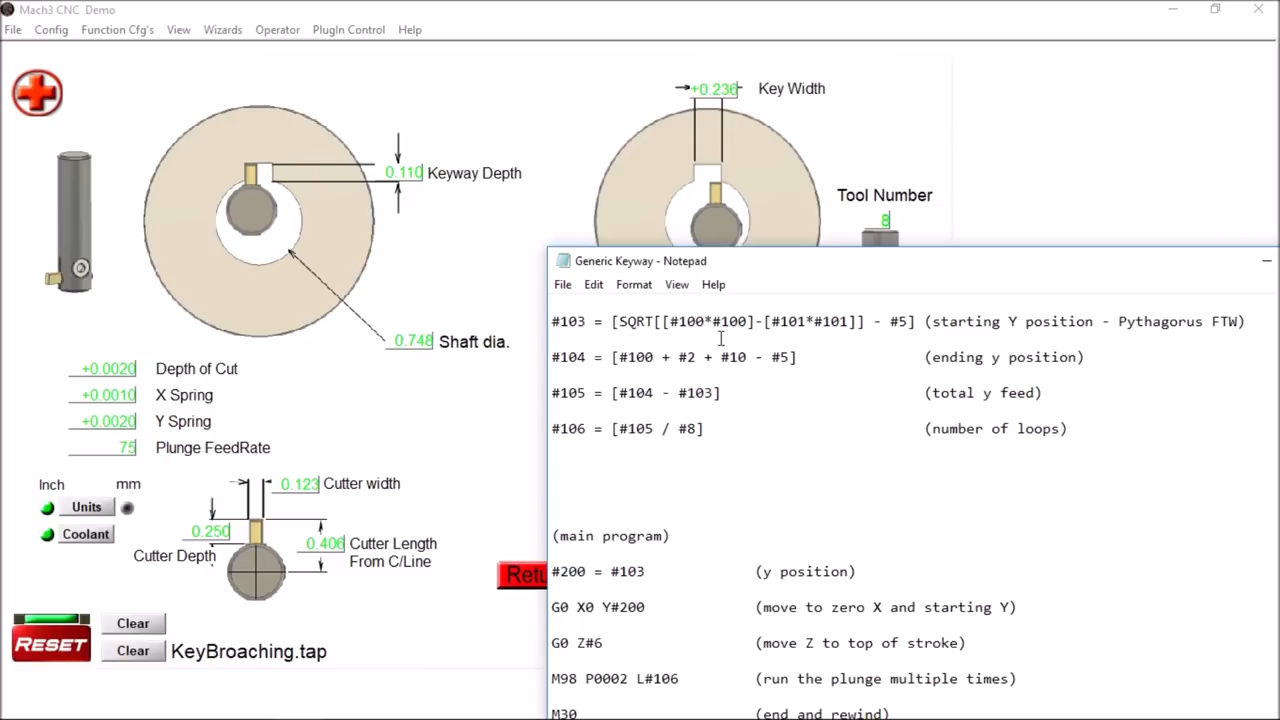 Mach3 CNC Demo
File Config Function Cfg's View Wizards Operator PlugIn Control Help
+0.236 Key Width
0.110 Keyway Depth
Tool Number
8
0.748 Shaft dia.
+0.0020 Depth of Cut
+0.0010 X Spring
+0.0020 Y Spring
75 Plunge FeedRate
Inch mm
Units
Coolant
0.123 Cutter width
0.250
Cutter Depth
0.406 Cutter Length
From C/Line
RESET
Clear
Clear KeyBroaching.tap
Generic Keyway - Notepad
File Edit Format View Help
#103 = [SQRT[[#100*#100]-[#101*#101]] - #5] (starting Y position - Pythagorus FTW)
#104 = [#100 + #2 + #10 - #5] (ending y position)
#105 = [#104 - #103] (total y feed)
#106 = [#105 / #8] (number of loops)
(main program)
#200 = #103 (y position)
G0 X0 Y#200 (move to zero X and starting Y)
G0 Z#6 (move Z to top of stroke)
M98 P0002 L#106 (run the plunge multiple times)
M30 (end and rewind)